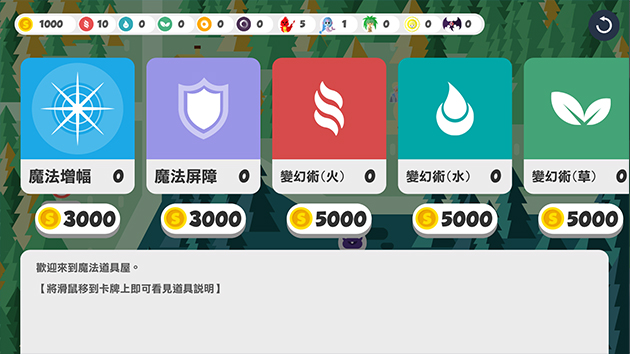 1000 10 0 0 0 0 5 1 0 0 0
魔法增幅 0 魔法屏障 0 變幻術(火) 0 變幻術(水) 0 變幻術(草) 0
3000 3000 5000 5000 5000
歡迎來到魔法道具屋。
【將滑鼠移到卡牌上即可看見道具説明】